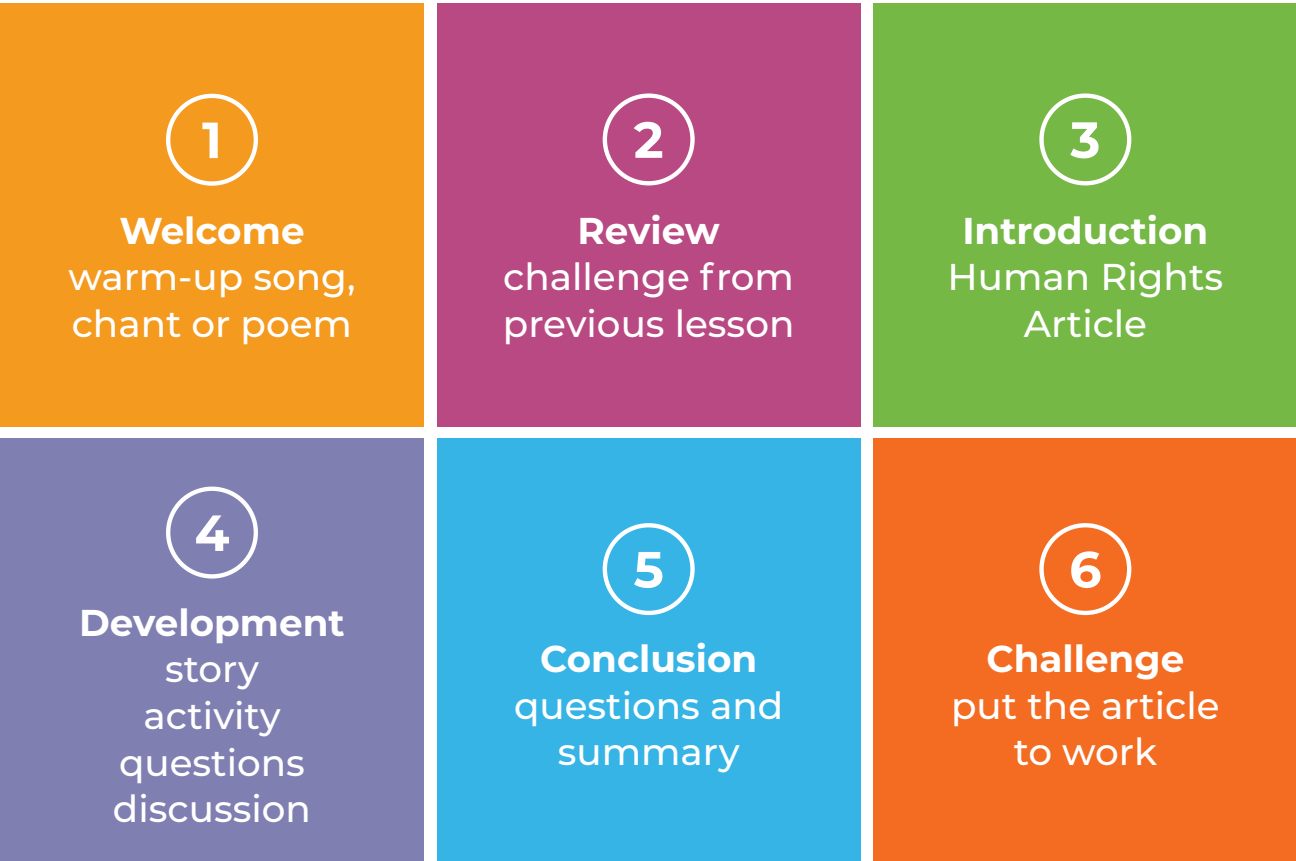 1
Welcome
warm-up song,
chant or poem
2
Review
challenge from
previous lesson
3
Introduction
Human Rights
Article
4
Development
story
activity
questions
discussion
5
Conclusion
questions and
summary
6
Challenge
put the article
to work